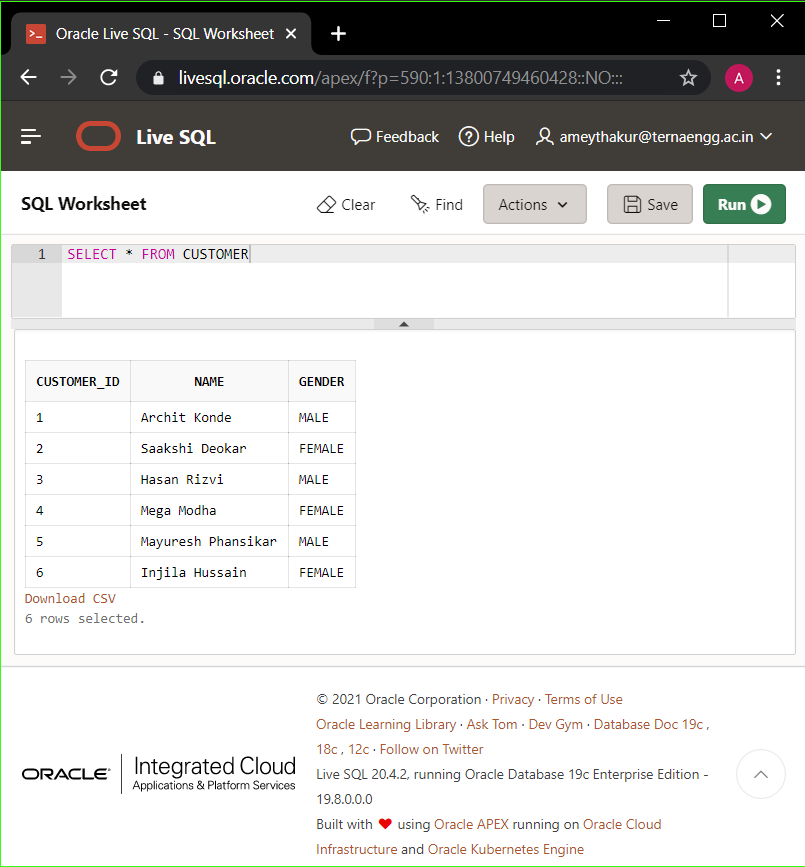 Oracle Live SQL - SQL Worksheet
livesql.oracle.com/apex/f?p=590:1:13800749460428::NO:::
A
Live SQL
Feedback
Help
ameythakur@ternaengg.ac.in
SQL Worksheet
Clear
Find
Actions
Save
Run
1 SELECT * FROM CUSTOMER
CUSTOMER_ID NAME GENDER
1 Archit Konde MALE
2 Saakshi Deokar FEMALE
3 Hasan Rizvi MALE
4 Mega Modha FEMALE
5 Mayuresh Phansikar MALE
6 Injila Hussain FEMALE
Download CSV
6 rows selected.
© 2021 Oracle Corporation · Privacy · Terms of Use
Oracle Learning Library · Ask Tom · Dev Gym · Database Doc 19c ,
18c , 12c · Follow on Twitter
Live SQL 20.4.2, running Oracle Database 19c Enterprise Edition -
19.8.0.0.0
Built with ❤ using Oracle APEX running on Oracle Cloud
Infrastructure and Oracle Kubernetes Engine
ORACLE
Integrated Cloud
Applications & Platform Services